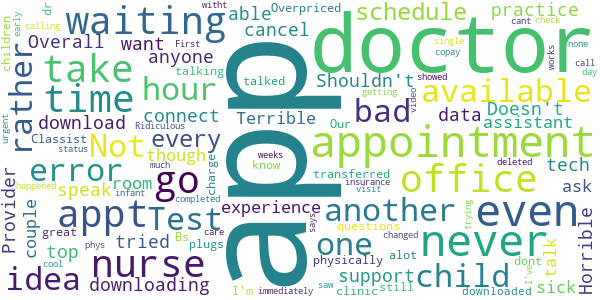 app
doctor
appointment
waiting
take
time
hour
rather
Not
go
appt
Test
error
idea
nurse
never
even
office
available
bad
another
one
child
schedule
practice
able
cancel
want
anyone
Overall
talking
download
connect
every
though
speak
room
Provider
couple
top
tried
downloading
experience
Terrible
Shouldn't
Doesn't
data
assistant
tech
ask
Horrible
support
sick
talk
physically
transferred
questions
clinic
still
alot
Our
know
weeks
talked
Overpriced
charge
plugs
Bs
I'm
immediately
great
Classist
status
Ridiculous
much
infant
completed
care
says
saw
insurance
visit
changed
deleted
downloaded
dont
I've
trying
getting
video
showed
copay
single
cant
check
none
works
call
day
children
calling
early
dr
First
witht
urgent
happened
cool
phys